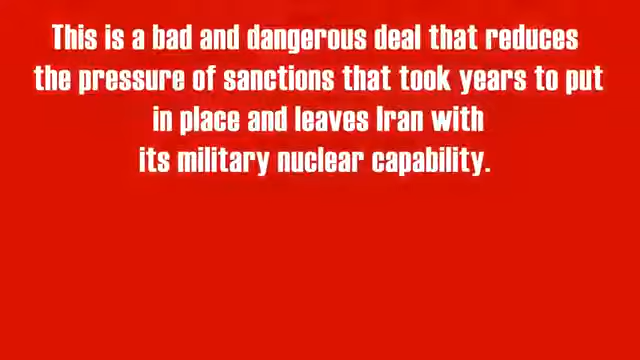 This is a bad and dangerous deal that reduces
the pressure of sanctions that took years to put
in place and leaves Iran with
its military nuclear capability.